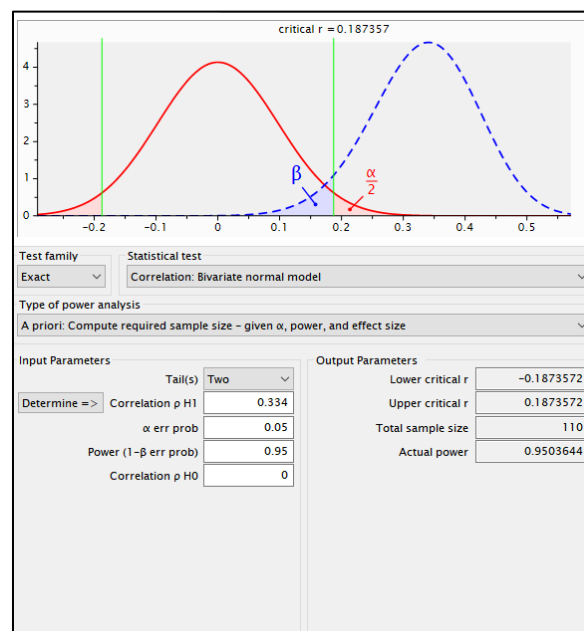 critical r = 0.187357
4
3
2
1
0
β
α
2
-0.2 -0.1 0 0.1 0.2 0.3 0.4 0.5
Test family Statistical test
Exact Correlation: Bivariate normal model
Type of power analysis
A priori: Compute required sample size – given α, power, and effect size
Input Parameters Output Parameters
Tail(s) Two Lower critical r -0.1873572
Determine => Correlation ρ H1 0.334 Upper critical r 0.1873572
α err prob 0.05 Total sample size 110
Power (1-β err prob) 0.95 Actual power 0.9503644
Correlation ρ H0 0